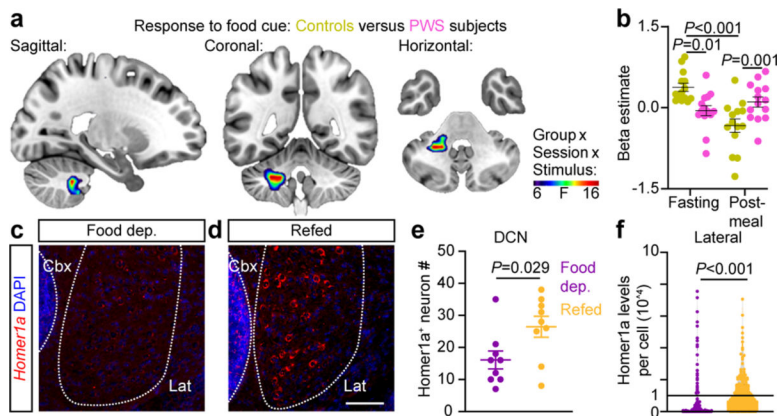 a
Response to food cue: Controls versus PWS subjects
Sagittal:
Coronal:
Horizontal:
Group x
Session x
Stimulus:
6 F 16
b
P<0.001
P=0.01
P=0.001
Beta estimate
1.5
0.0
-1.5
Fasting
Post-
meal
c
Food dep.
Homer1a DAPI
Cbx
Lat
d
Refed
Cbx
Lat
e
DCN
P=0.029
Food
dep.
Refed
Homer1a⁺ neuron #
50
40
30
20
10
0
f
Lateral
P<0.001
Homer1a levels
per cell (10^4)
10
1
0